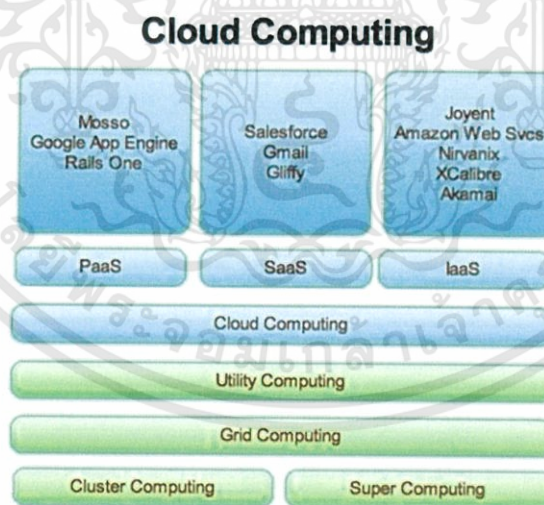 Cloud Computing
Mosso
Google App Engine
Rails One
Salesforce
Gmail
Gliffy
Joyent
Amazon Web Svcs
Nirvanix
XCalibre
Akamai
PaaS
SaaS
IaaS
Cloud Computing
Utility Computing
Grid Computing
Cluster Computing
Super Computing